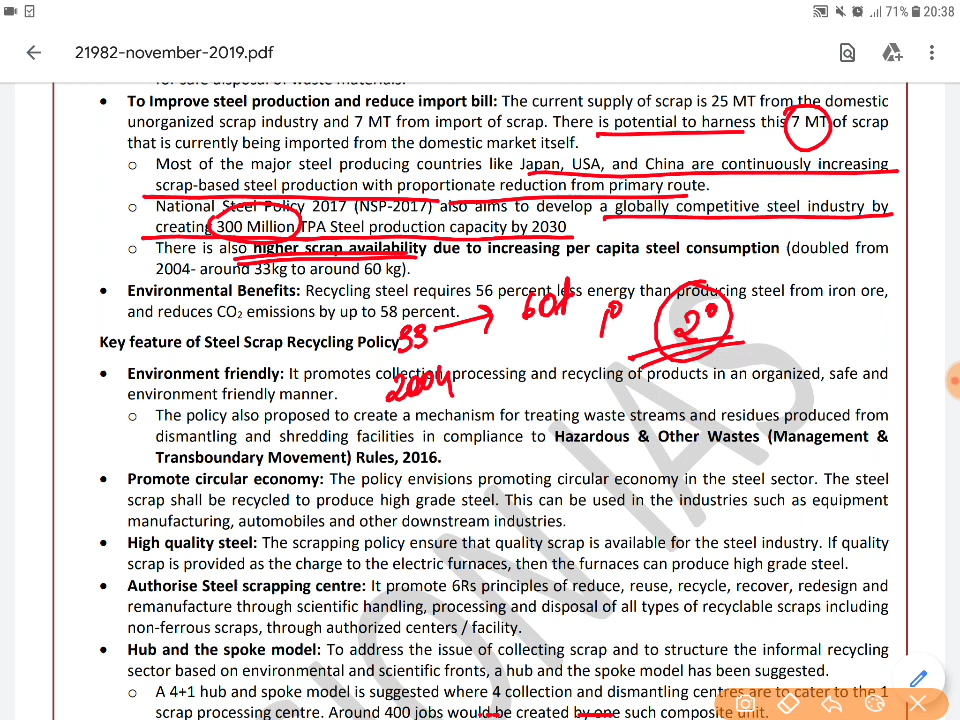 71% 20:38
21982-november-2019.pdf
for safe disposal of waste materials.
• To Improve steel production and reduce import bill: The current supply of scrap is 25 MT from the domestic
unorganized scrap industry and 7 MT from import of scrap. There is potential to harness this 7 MT of scrap
that is currently being imported from the domestic market itself.
o Most of the major steel producing countries like Japan, USA, and China are continuously increasing
scrap-based steel production with proportionate reduction from primary route.
o National Steel Policy 2017 (NSP-2017) also aims to develop a globally competitive steel industry by
creating 300 Million TPA Steel production capacity by 2030
o There is also higher scrap availability due to increasing per capita steel consumption (doubled from
2004- around 33kg to around 60 kg).
• Environmental Benefits: Recycling steel requires 56 percent less energy than producing steel from iron ore,
and reduces CO₂ emissions by up to 58 percent.
33 → 60 1° 2°
Key feature of Steel Scrap Recycling Policy
2004
• Environment friendly: It promotes collection, processing and recycling of products in an organized, safe and
environment friendly manner.
o The policy also proposed to create a mechanism for treating waste streams and residues produced from
dismantling and shredding facilities in compliance to Hazardous & Other Wastes (Management &
Transboundary Movement) Rules, 2016.
• Promote circular economy: The policy envisions promoting circular economy in the steel sector. The steel
scrap shall be recycled to produce high grade steel. This can be used in the industries such as equipment
manufacturing, automobiles and other downstream industries.
• High quality steel: The scrapping policy ensure that quality scrap is available for the steel industry. If quality
scrap is provided as the charge to the electric furnaces, then the furnaces can produce high grade steel.
• Authorise Steel scrapping centre: It promote 6Rs principles of reduce, reuse, recycle, recover, redesign and
remanufacture through scientific handling, processing and disposal of all types of recyclable scraps including
non-ferrous scraps, through authorized centers / facility.
• Hub and the spoke model: To address the issue of collecting scrap and to structure the informal recycling
sector based on environmental and scientific fronts, a hub and the spoke model has been suggested.
o A 4+1 hub and spoke model is suggested where 4 collection and dismantling centres are to cater to the 1
scrap processing centre. Around 400 jobs would be created by one such composite unit.
ION IAS